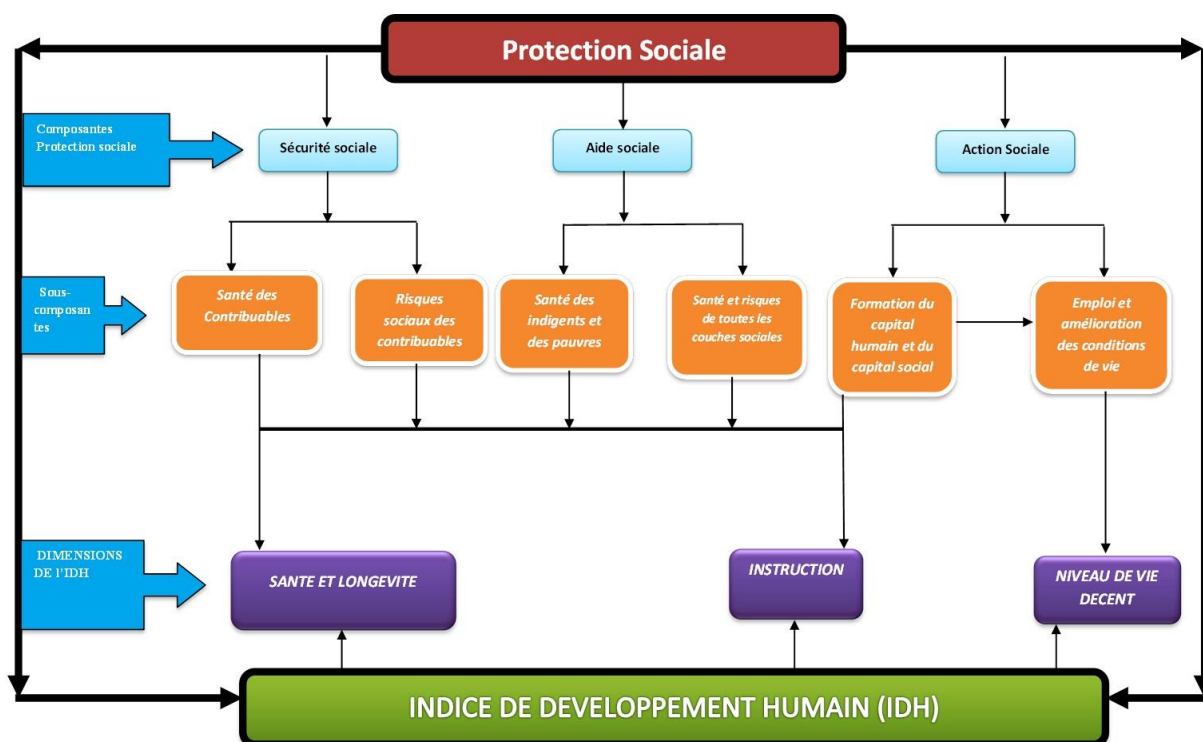 Protection Sociale
Composantes
Protection sociale
Sécurité sociale
Aide sociale
Action Sociale
Sous-
composan
tes
Santé des
Contribuables
Risques
sociaux des
contribuables
Santé des
indigents et
des pauvres
Santé et risques
de toutes les
couches sociales
Formation du
capital
humain et du
capital social
Emploi et
amélioration
des conditions
de vie
DIMENSIONS
DE l'IDH
SANTE ET LONGEVITE
INSTRUCTION
NIVEAU DE VIE
DECENT
INDICE DE DEVELOPPEMENT HUMAIN (IDH)